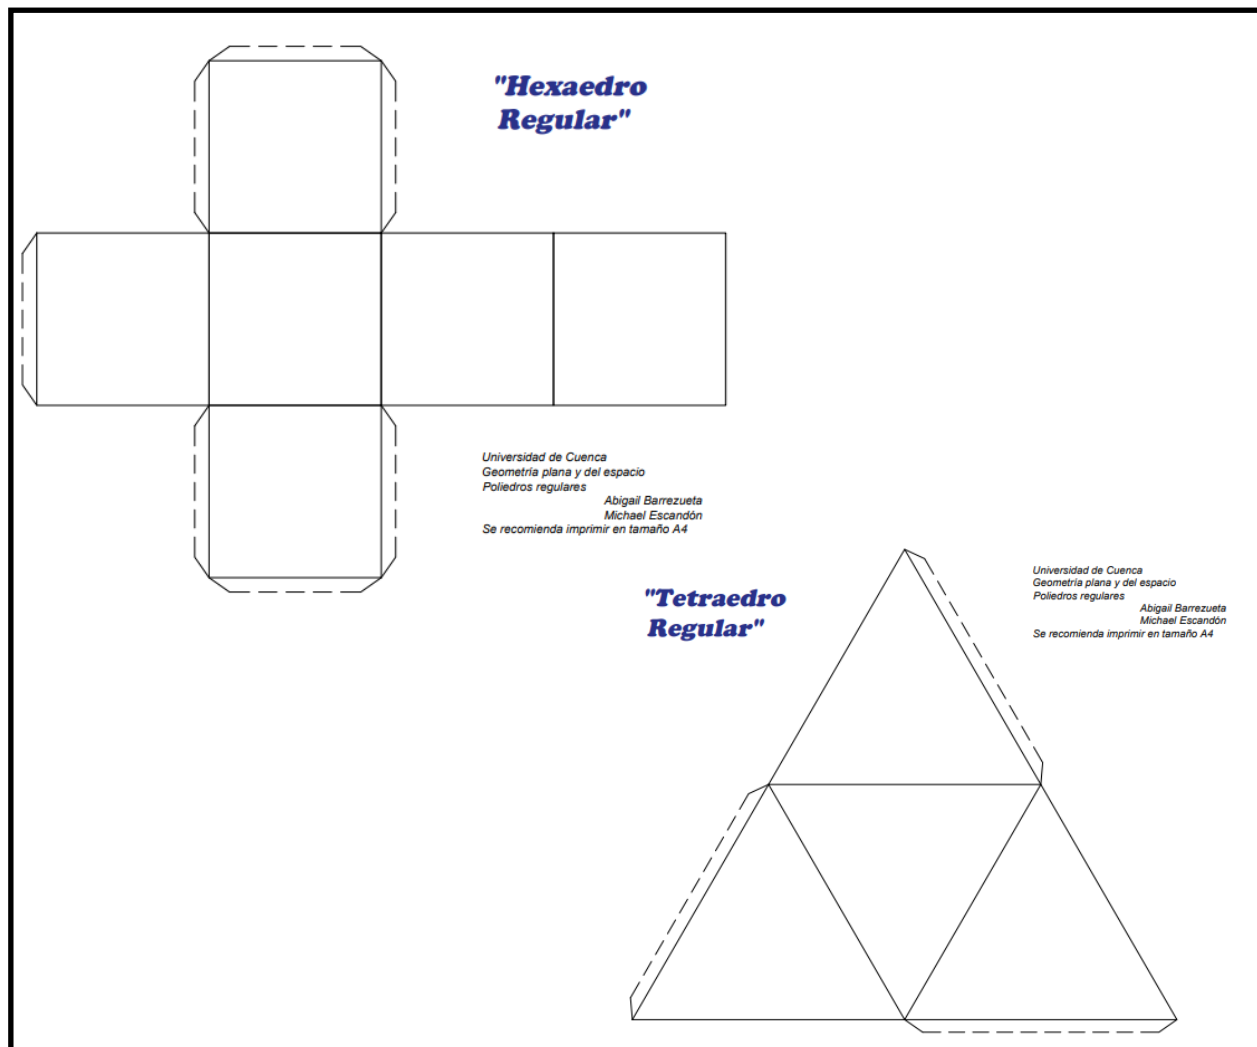 "Hexaedro
Regular"
Universidad de Cuenca
Geometría plana y del espacio
Poliedros regulares
Abigail Barrezueta
Michael Escandón
Se recomienda imprimir en tamaño A4
"Tetraedro
Regular"
Universidad de Cuenca
Geometría plana y del espacio
Poliedros regulares
Abigail Barrezueta
Michael Escandón
Se recomienda imprimir en tamaño A4